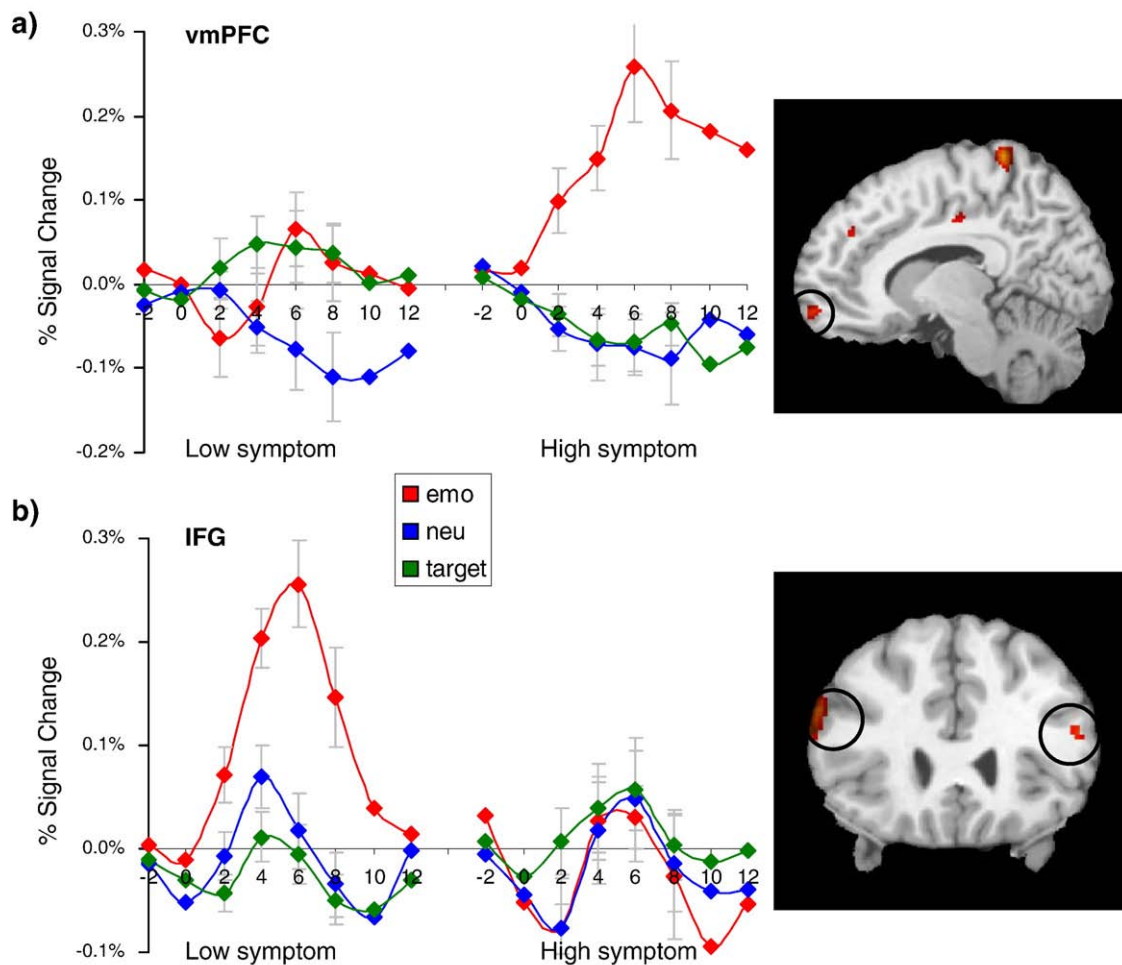 a)
vmPFC
0.3%
0.2%
0.1%
0.0%
-0.1%
-0.2%
% Signal Change
-2 0 2 4 6 8 10 12
-2 0 2 4 6 8 10 12
Low symptom
High symptom
emo
neu
target
b)
IFG
0.3%
0.2%
0.1%
0.0%
-0.1%
% Signal Change
-2 0 2 4 6 8 10 12
-2 0 2 4 6 8 10 12
Low symptom
High symptom